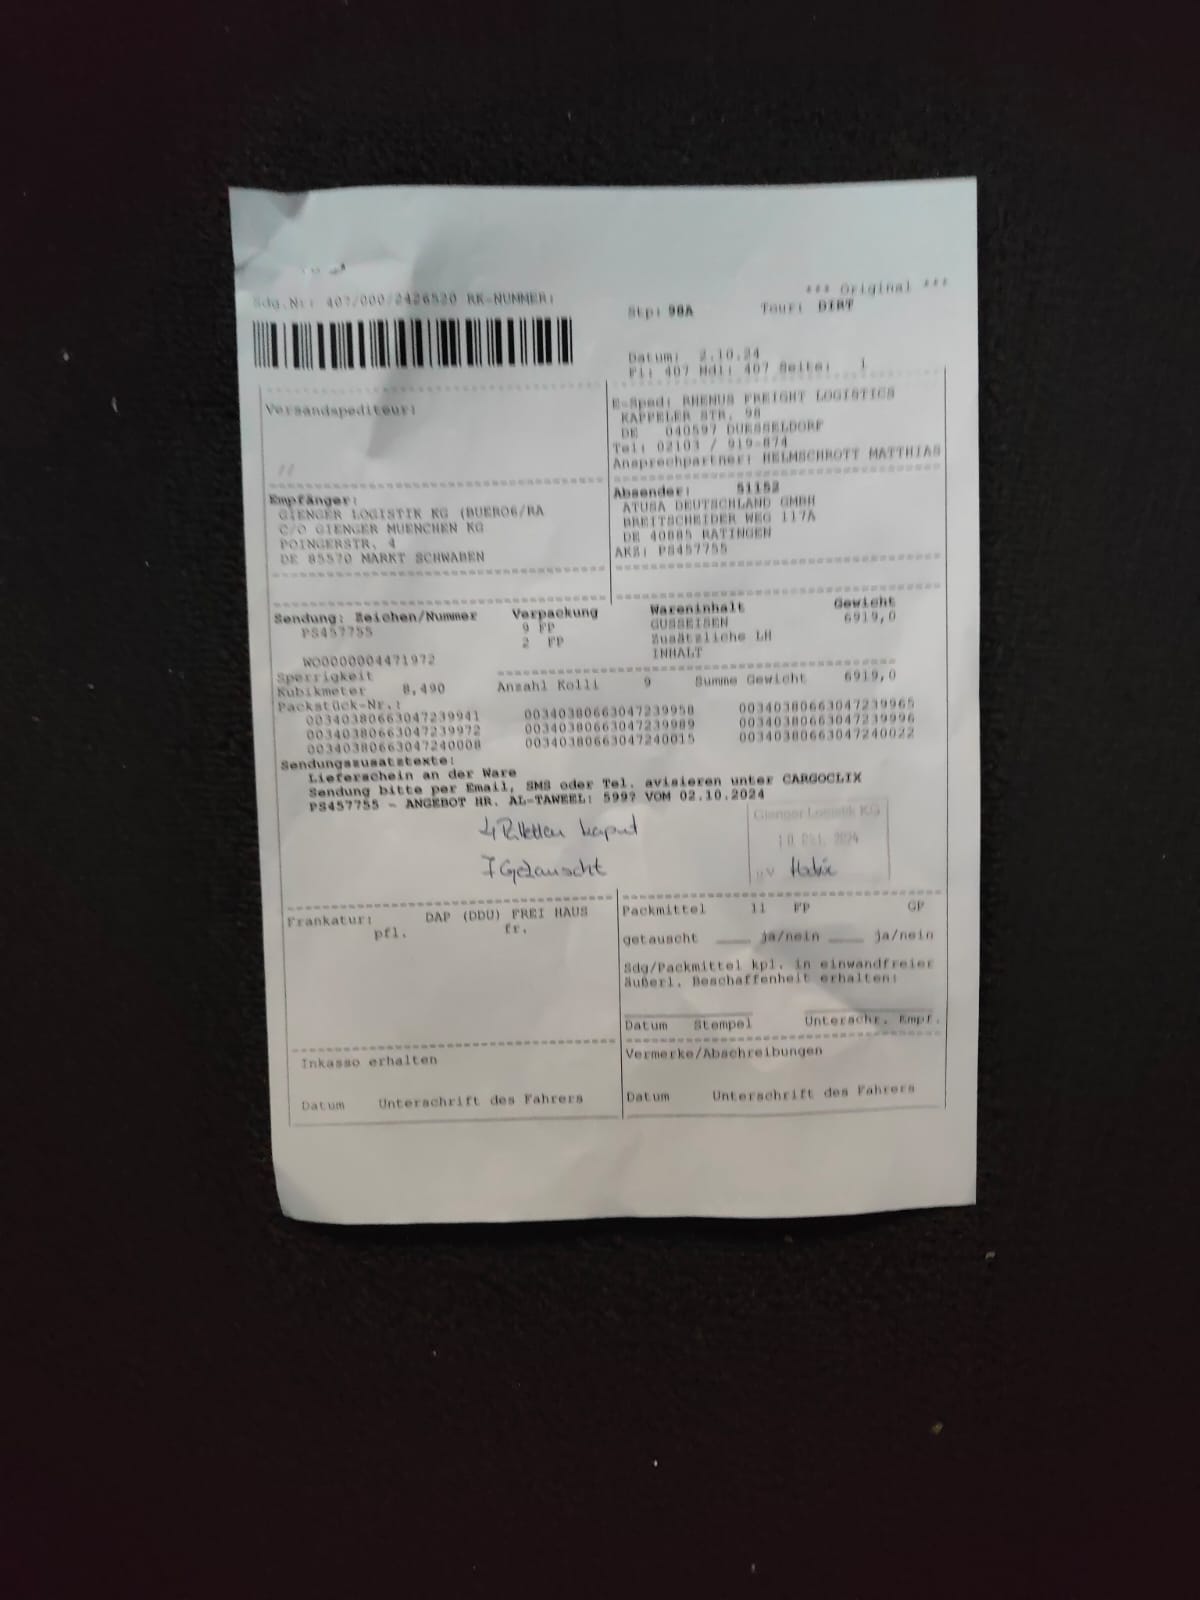 *** Original ***
Sdg.Nr: 407/000/2426520 RK-NUMMER:
Stp: 98A Tour: DIRT
Datum: 2.10.24
Fi: 407 Ndl: 407 Seite: 1
Versandspediteur:
//
E-Sped: RHENUS FREIGHT LOGISTICS
KAPPELER STR. 98
DE 040597 DUESSELDORF
Tel: 02103 / 919-874
Ansprechpartner: HELMSCHROTT MATTHIAS
Empfänger:
GIENGER LOGISTIK KG (BUERO6/RA
C/O GIENGER MUENCHEN KG
POINGERSTR. 4
DE 85570 MARKT SCHWABEN
Absender: 51152
ATUSA DEUTSCHLAND GMBH
BREITSCHEIDER WEG 117A
DE 40885 RATINGEN
AKS: PS457755
Sendung: Zeichen/Nummer Verpackung Wareninhalt Gewicht
PS457755 9 FP GUSSEISEN 6919,0
2 FP Zusätzliche LH
WO0000004471972 INHALT
Sperrigkeit
Kubikmeter 8,490 Anzahl Kolli 9 Summe Gewicht 6919,0
Packstück-Nr.:
00340380663047239941 00340380663047239958 00340380663047239965
00340380663047239972 00340380663047239989 00340380663047239996
00340380663047240008 00340380663047240015 00340380663047240022
Sendungszusatztexte:
Lieferschein an der Ware
Sendung bitte per Email, SMS oder Tel. avisieren unter CARGOCLIX
PS457755 - ANGEBOT HR. AL-TAWEEL: 599? VOM 02.10.2024
4 Paletten kaput
7 Getauscht
Gienger Logistik KG
2024
Frankatur: DAP (DDU) FREI HAUS
pfl. fr.
Packmittel 11 FP GP
getauscht ____ ja/nein ____ ja/nein
Sdg/Packmittel kpl. in einwandfreier
äußerl. Beschaffenheit erhalten:
Datum Stempel Unterschr. Empf.
Inkasso erhalten
Datum Unterschrift des Fahrers
Vermerke/Abschreibungen
Datum Unterschrift des Fahrers